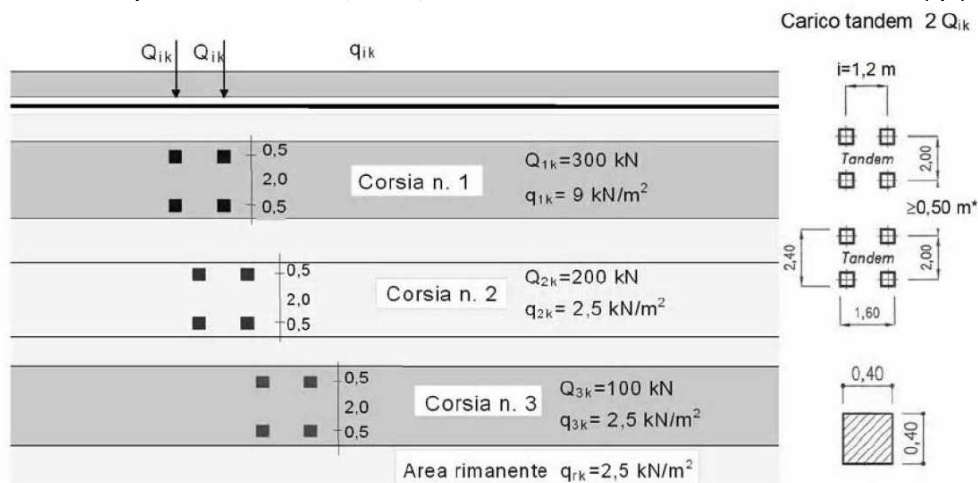 Carico tandem 2 Qik
Qik Qik qik
i=1,2 m
0,5
2,0
0,5
Corsia n. 1
Q1k=300 kN
q1k= 9 kN/m²
Tandem
2,00
≥0,50 m*
0,5
2,0
0,5
Corsia n. 2
Q2k=200 kN
q2k= 2,5 kN/m²
2,40
Tandem
2,00
1,60
0,5
2,0
0,5
Corsia n. 3
Q3k=100 kN
q3k= 2,5 kN/m²
0,40
0,40
Area rimanente qrk=2,5 kN/m²